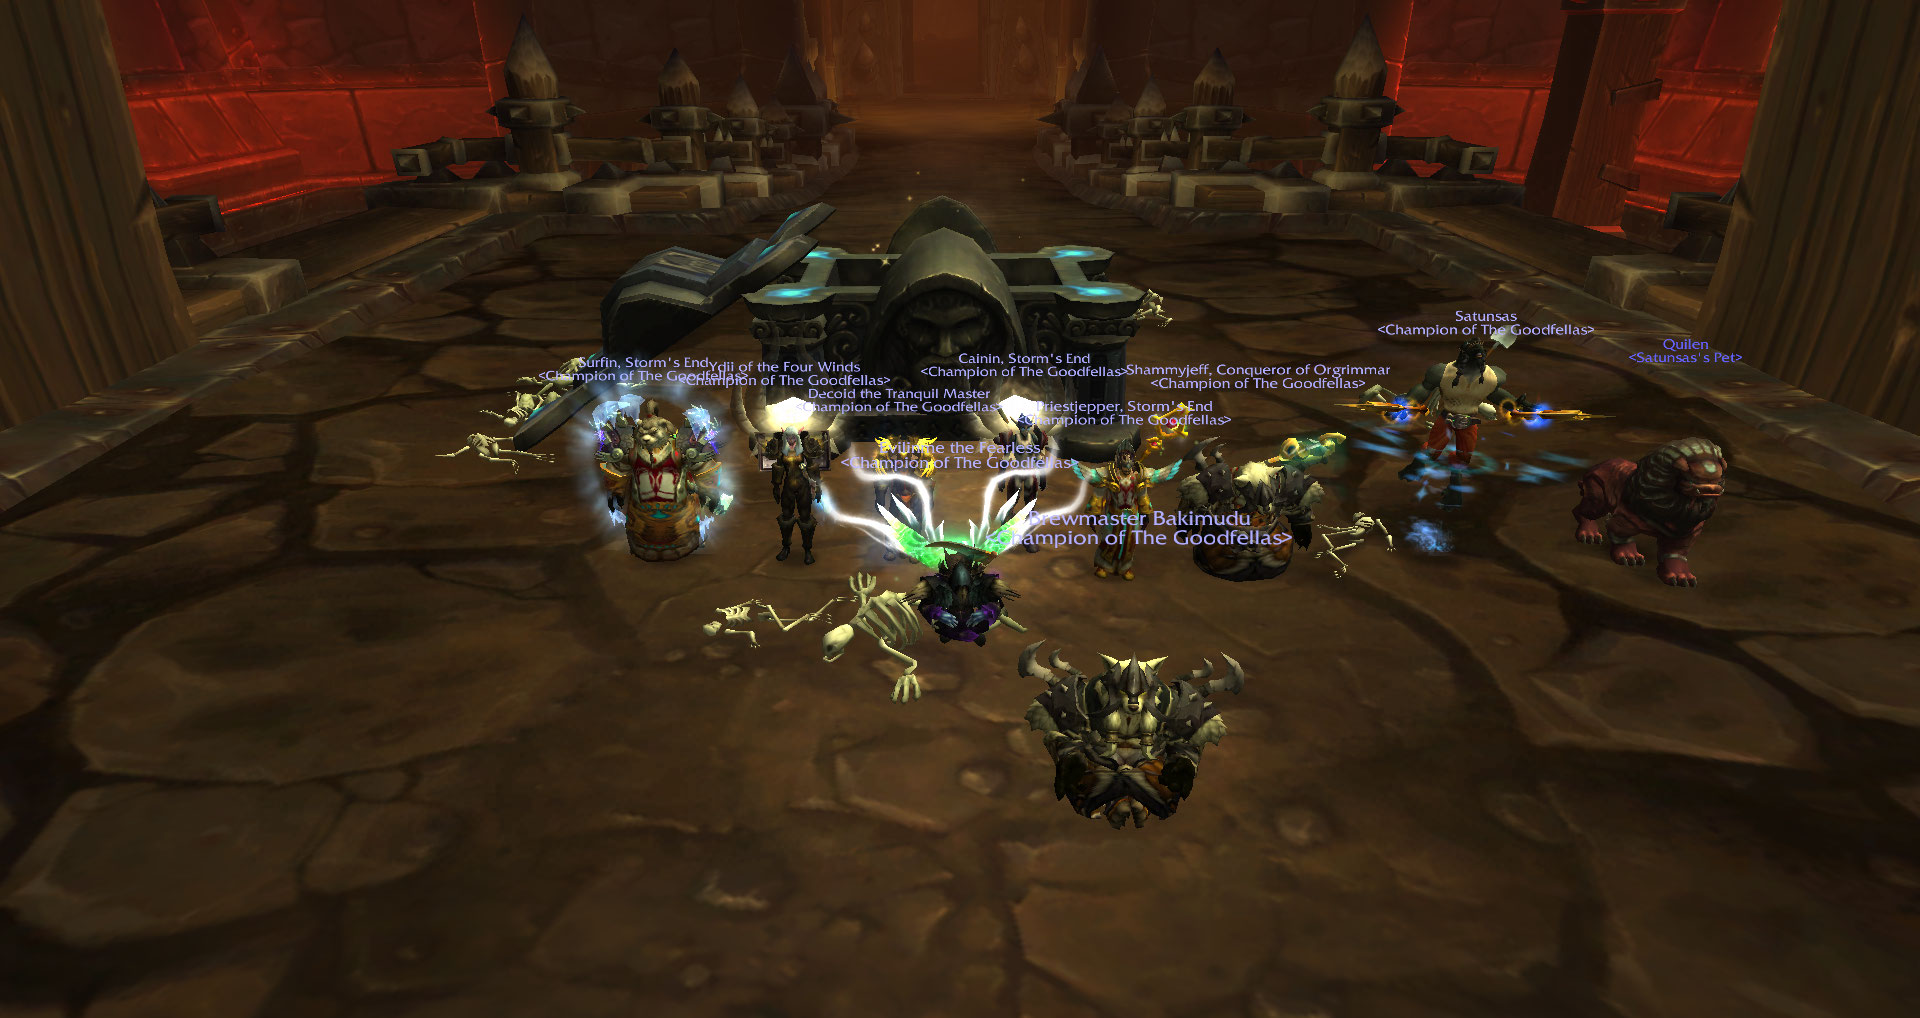 Satunsas
<Champion of The Goodfellas>
Quilen
<Satunsas's Pet>
Surfin, Storm's End
<Champion of The Goodfellas>
Ydii of the Four Winds
<Champion of The Goodfellas>
Cainin, Storm's End
<Champion of The Goodfellas>
Shammyjeff, Conqueror of Orgrimmar
<Champion of The Goodfellas>
Decoid the Tranquil Master
<Champion of The Goodfellas>
Priestjepper, Storm's End
<Champion of The Goodfellas>
the Fearless
<Champion of The Goodfellas>
Brewmaster Bakimudu
<Champion of The Goodfellas>